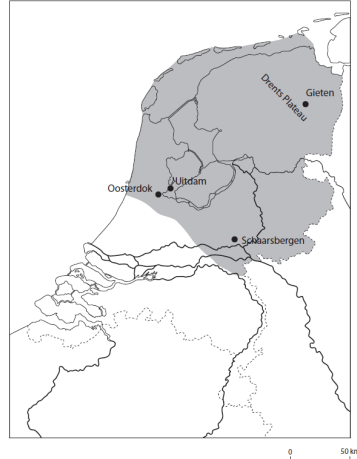 Drents Plateau
Gieten
Uitdam
Oosterdok
Schaarsbergen
0 50 km